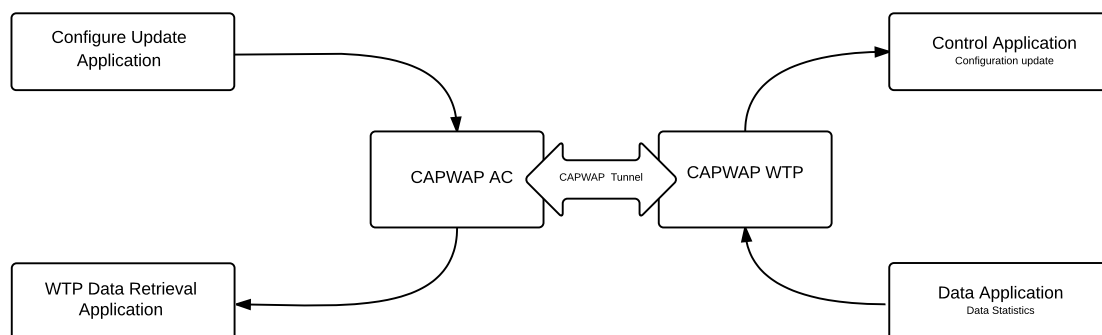 Configure Update
Application
Control Application
Configuration update
CAPWAP AC
CAPWAP Tunnel
CAPWAP WTP
WTP Data Retrieval
Application
Data Application
Data Statistics